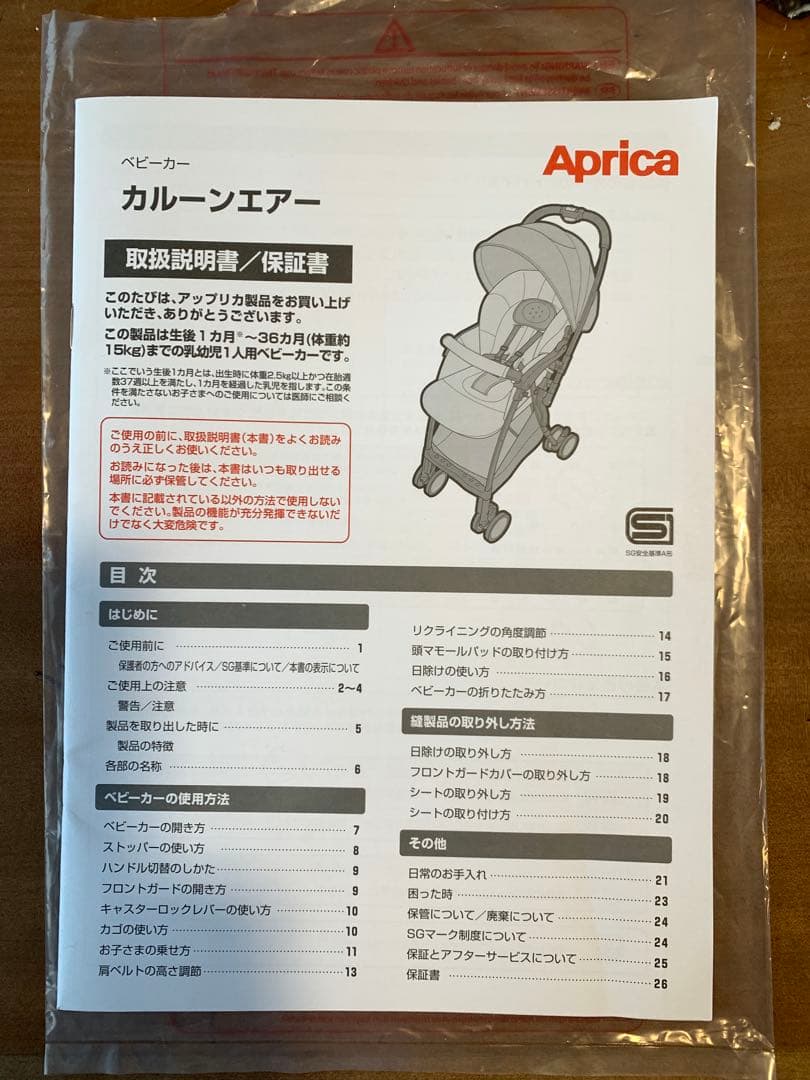 Aprica
ベビーカー
カルーンエアー
取扱説明書／保証書
このたびは、アップリカ製品をお買い上げ
いただき、ありがとうございます。
この製品は生後1カ月※〜36カ月(体重約
15kg)までの乳幼児1人用ベビーカーです。
※ここでいう生後1カ月とは、出生時に体重2.5kg以上かつ在胎週
数37週以上を満たし、1カ月を経過した乳児を指します。この条
件を満たさないお子さまへのご使用については医師にご相談く
ださい。
ご使用の前に、取扱説明書(本書)をよくお読み
のうえ正しくお使いください。
お読みになった後は、本書はいつも取り出せる
場所に必ず保管してください。
本書に記載されている以外の方法で使用しない
でください。製品の機能が充分発揮できないだ
けでなく大変危険です。
SG安全基準A形
目 次
はじめに
ご使用前に 1
保護者の方へのアドバイス／SG基準について／本書の表示について
ご使用上の注意 2〜4
警告／注意
製品を取り出した時に 5
製品の特徴
各部の名称 6
ベビーカーの使用方法
ベビーカーの開き方 7
ストッパーの使い方 8
ハンドル切替のしかた 9
フロントガードの開き方 9
キャスターロックレバーの使い方 10
カゴの使い方 10
お子さまの乗せ方 11
肩ベルトの高さ調節 13
リクライニングの角度調節 14
頭マモールパッドの取り付け方 15
日除けの使い方 16
ベビーカーの折りたたみ方 17
縫製品の取り外し方法
日除けの取り外し方 18
フロントガードカバーの取り外し方 18
シートの取り外し方 19
シートの取り付け方 20
その他
日常のお手入れ 21
困った時 23
保管について／廃棄について 24
SGマーク制度について 24
保証とアフターサービスについて 25
保証書 26